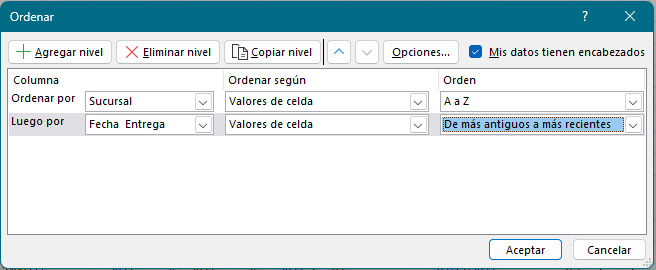 Ordenar ?
Agregar nivel Eliminar nivel Copiar nivel Opciones... Mis datos tienen encabezados
Columna Ordenar según Orden
Ordenar por Sucursal Valores de celda A a Z
Luego por Fecha Entrega Valores de celda De más antiguos a más recientes
Aceptar Cancelar